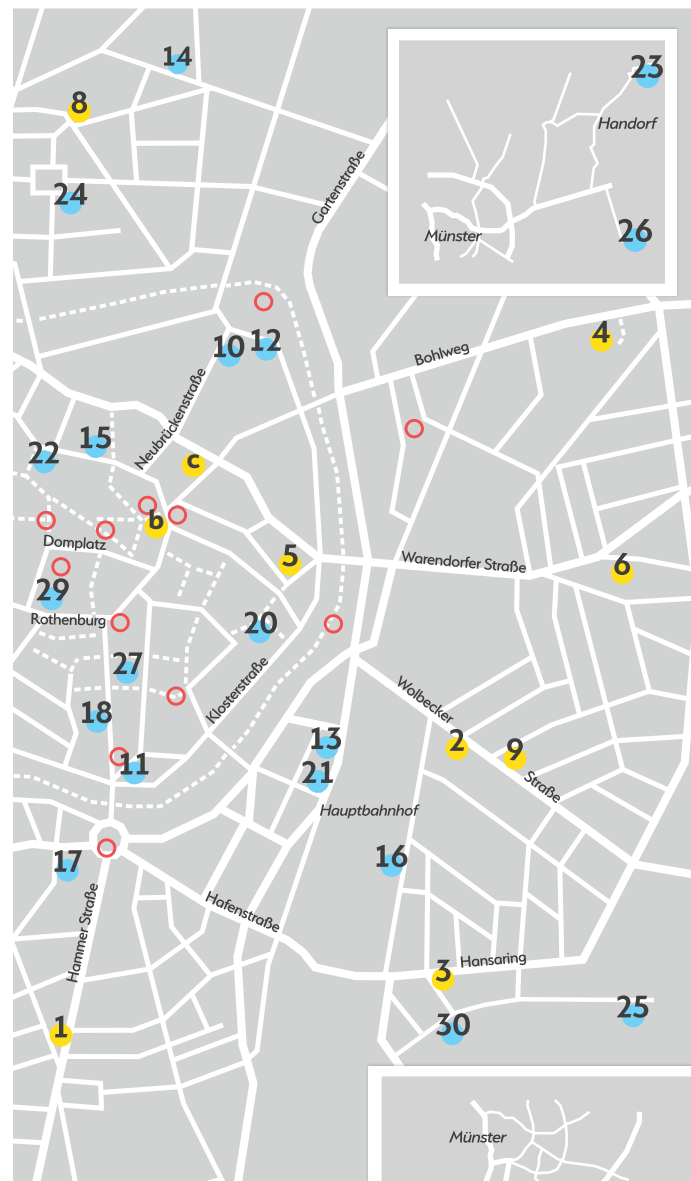 14
23
8
Handorf
24
Gartenstraße
Münster
26
4
10
12
Bohlweg
Neubrückenstraße
15
22
c
b
Domplatz
5
Warendorfer Straße
6
29
Rothenburg
20
27
Klosterstraße
Wolbecker
18
13
2
9
11
21
Straße
Hauptbahnhof
17
16
Hammer Straße
Hafenstraße
Hansaring
3
25
1
30
Münster